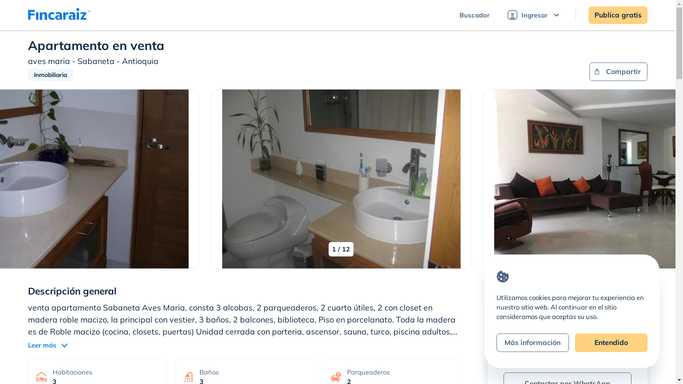 Fincaraiz
Buscador
Ingresar
Publica gratis
Apartamento en venta
aves maria - Sabaneta - Antioquia
Inmobiliaria
Compartir
1 / 12
Descripción general
venta apartamento Sabaneta Aves Maria, consta 3 alcobas, 2 parqueaderos, 2 cuarto útiles, 2 con closet en
madera roble macizo, la principal con vestier, 3 baños, 2 balcones, biblioteca, Piso en porcelanato. Toda la madera
es de Roble macizo (cocina, closets, puertas) Unidad cerrada con porteria, ascensor, sauna, turco, piscina adultos,...
Leer más
Habitaciones
3
Baños
3
Parqueaderos
2
Utilizamos cookies para mejorar tu experiencia en
nuestro sitio web. Al continuar en el sitio
consideramos que aceptas su uso.
Más información
Entendido
Contactar por WhatsApp